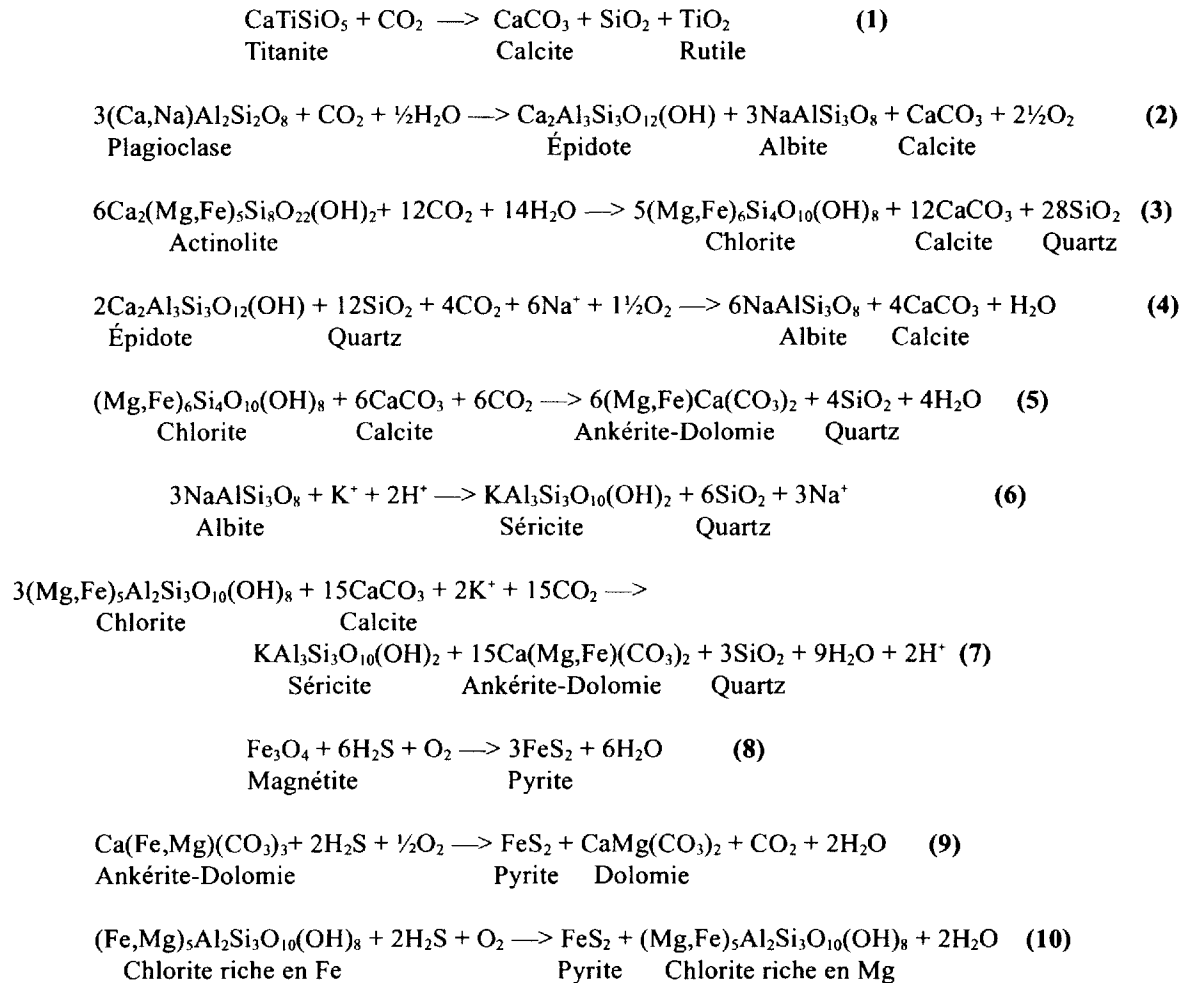 CaTiSiO₅ + CO₂ —> CaCO₃ + SiO₂ + TiO₂ (1)
Titanite Calcite Rutile
3(Ca,Na)Al₂Si₂O₈ + CO₂ + ½H₂O —> Ca₂Al₃Si₃O₁₂(OH) + 3NaAlSi₃O₈ + CaCO₃ + 2½O₂ (2)
Plagioclase Épidote Albite Calcite
6Ca₂(Mg,Fe)₅Si₈O₂₂(OH)₂+ 12CO₂ + 14H₂O —> 5(Mg,Fe)₆Si₄O₁₀(OH)₈ + 12CaCO₃ + 28SiO₂ (3)
Actinolite Chlorite Calcite Quartz
2Ca₂Al₃Si₃O₁₂(OH) + 12SiO₂ + 4CO₂ + 6Na⁺ + 1½O₂ —> 6NaAlSi₃O₈ + 4CaCO₃ + H₂O (4)
Épidote Quartz Albite Calcite
(Mg,Fe)₆Si₄O₁₀(OH)₈ + 6CaCO₃ + 6CO₂ —> 6(Mg,Fe)Ca(CO₃)₂ + 4SiO₂ + 4H₂O (5)
Chlorite Calcite Ankérite-Dolomie Quartz
3NaAlSi₃O₈ + K⁺ + 2H⁺ —> KAl₃Si₃O₁₀(OH)₂ + 6SiO₂ + 3Na⁺ (6)
Albite Séricite Quartz
3(Mg,Fe)₅Al₂Si₃O₁₀(OH)₈ + 15CaCO₃ + 2K⁺ + 15CO₂ —>
Chlorite Calcite
KAl₃Si₃O₁₀(OH)₂ + 15Ca(Mg,Fe)(CO₃)₂ + 3SiO₂ + 9H₂O + 2H⁺ (7)
Séricite Ankérite-Dolomie Quartz
Fe₃O₄ + 6H₂S + O₂ —> 3FeS₂ + 6H₂O (8)
Magnétite Pyrite
Ca(Fe,Mg)(CO₃)₃+ 2H₂S + ½O₂ —> FeS₂ + CaMg(CO₃)₂ + CO₂ + 2H₂O (9)
Ankérite-Dolomie Pyrite Dolomie
(Fe,Mg)₅Al₂Si₃O₁₀(OH)₈ + 2H₂S + O₂ —> FeS₂ + (Mg,Fe)₅Al₂Si₃O₁₀(OH)₈ + 2H₂O (10)
Chlorite riche en Fe Pyrite Chlorite riche en Mg